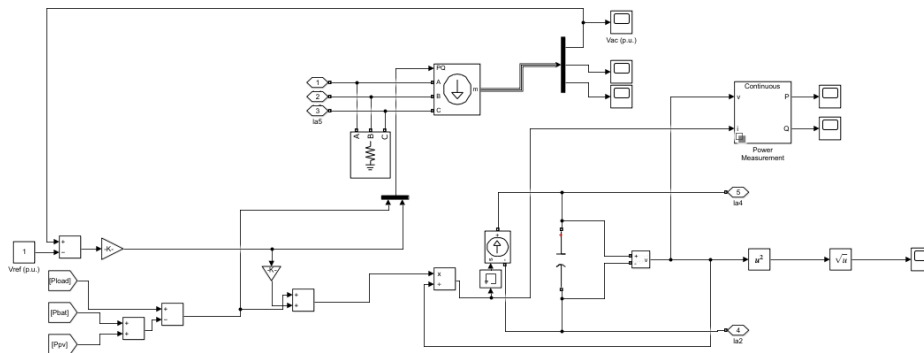 Vac (p.u.)
PQ
A
B
C
m
1
2
3
Ia5
A
B
C
Continuous
v
i
P
Q
Power
Measurement
5
Ia4
1
Vref (p.u.)
+
−
-K-
-K-
[Pload]
[Pbat]
[Ppv]
+
−
+
+
+
+
x
÷
+
-
v
u²
√u
4
Ia2